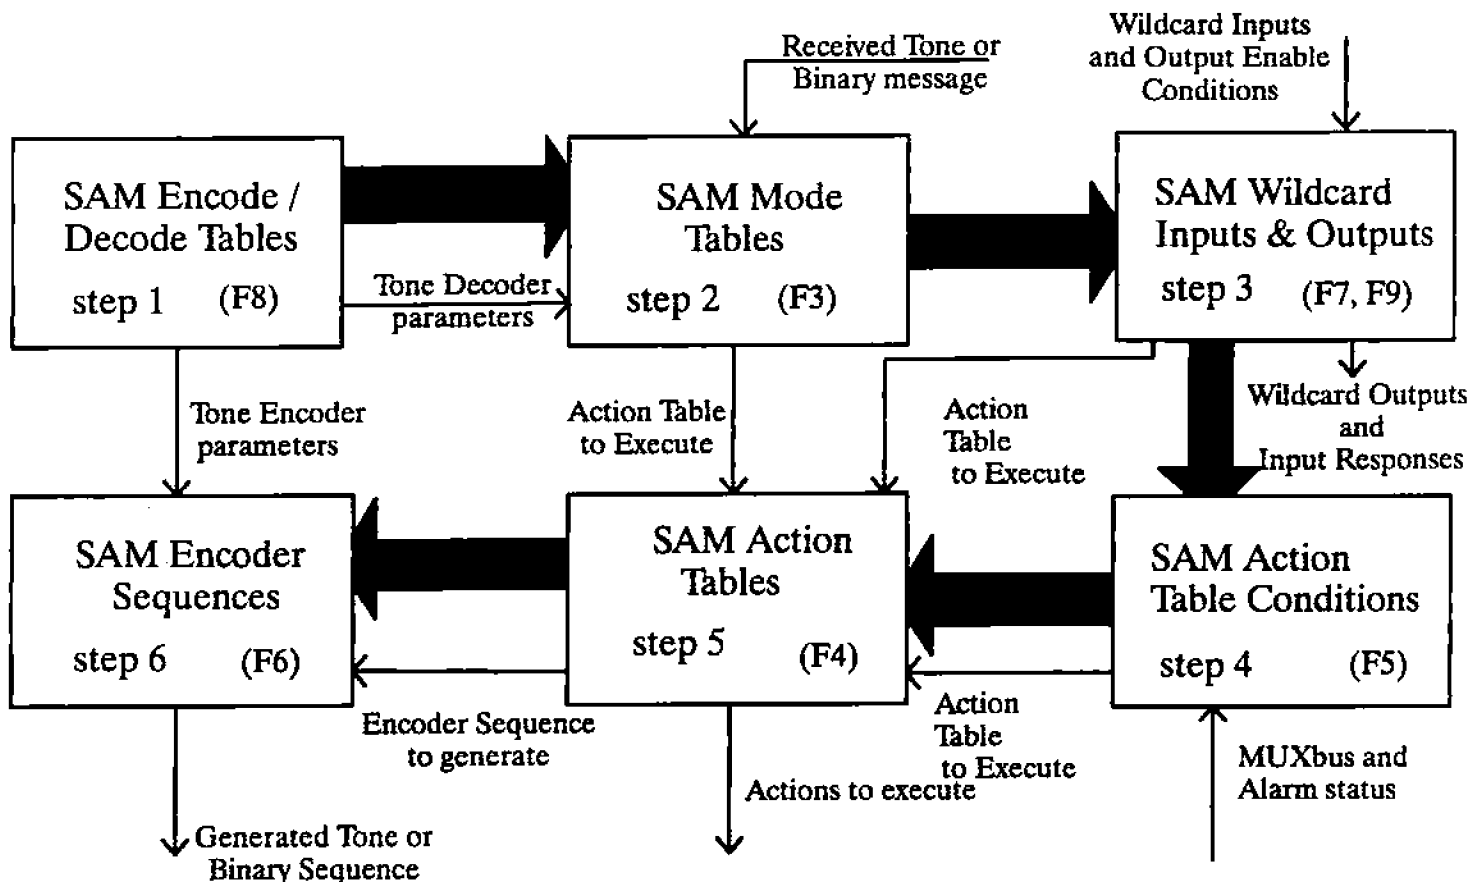 Received Tone or
Binary message
Wildcard Inputs
and Output Enable
Conditions
SAM Encode /
Decode Tables
step 1 (F8)
Tone Decoder
parameters
SAM Mode
Tables
step 2 (F3)
SAM Wildcard
Inputs & Outputs
step 3 (F7, F9)
Tone Encoder
parameters
Action Table
to Execute
Action
Table
to Execute
Wildcard Outputs
and
Input Responses
SAM Encoder
Sequences
step 6 (F6)
SAM Action
Tables
step 5 (F4)
SAM Action
Table Conditions
step 4 (F5)
Encoder Sequence
to generate
Action
Table
to Execute
MUXbus and
Alarm status
Actions to execute
Generated Tone or
Binary Sequence